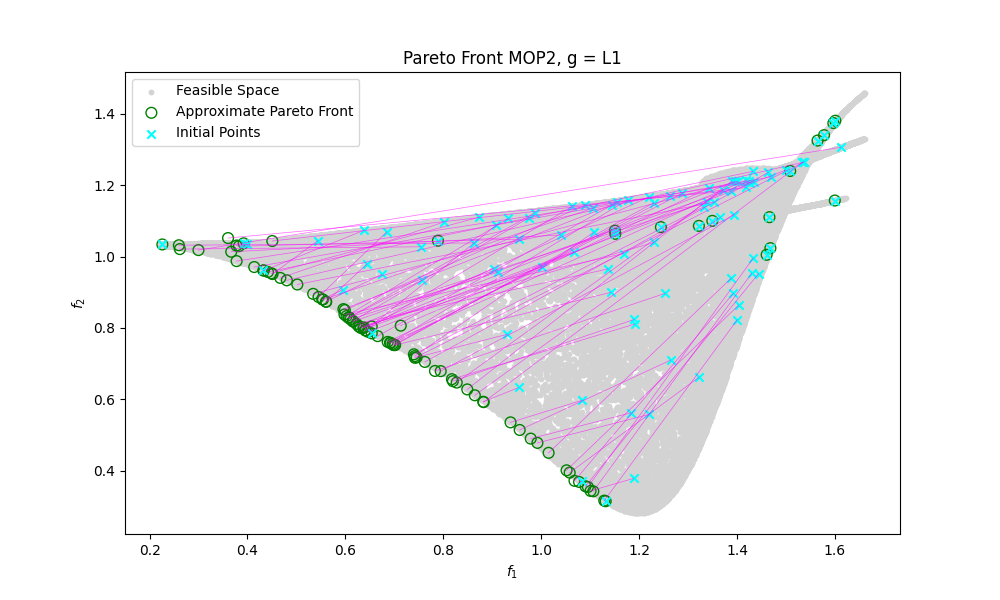 Pareto Front MOP2, g = L1
Feasible Space
Approximate Pareto Front
Initial Points
1.4
1.2
1.0
0.8
0.6
0.4
f₂
0.2
0.4
0.6
0.8
1.0
1.2
1.4
1.6
f₁